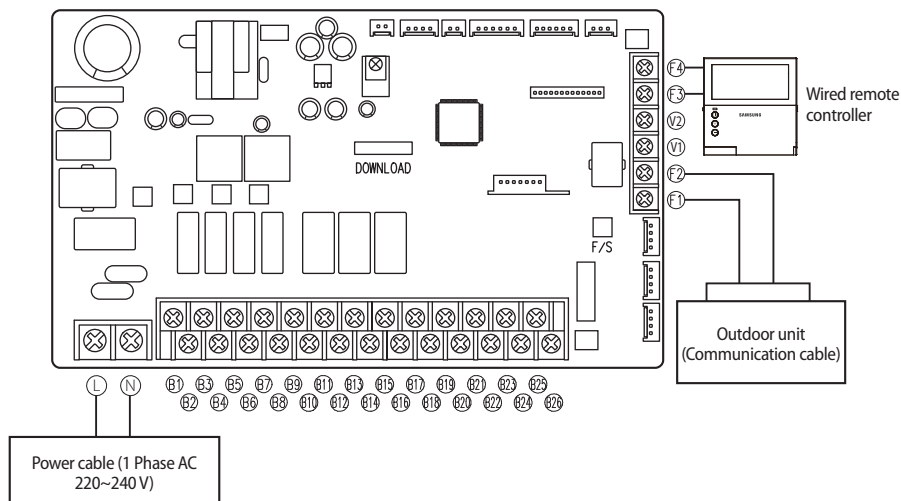 F4
F3
V2
V1
F2
F1
Wired remote
controller
SAMSUNG
DOWNLOAD
F/S
Outdoor unit
(Communication cable)
L N
B1 B3 B5 B7 B9 B11 B13 B15 B17 B19 B21 B23 B25
B2 B4 B6 B8 B10 B12 B14 B16 B18 B20 B22 B24 B26
Power cable (1 Phase AC
220~240 V)